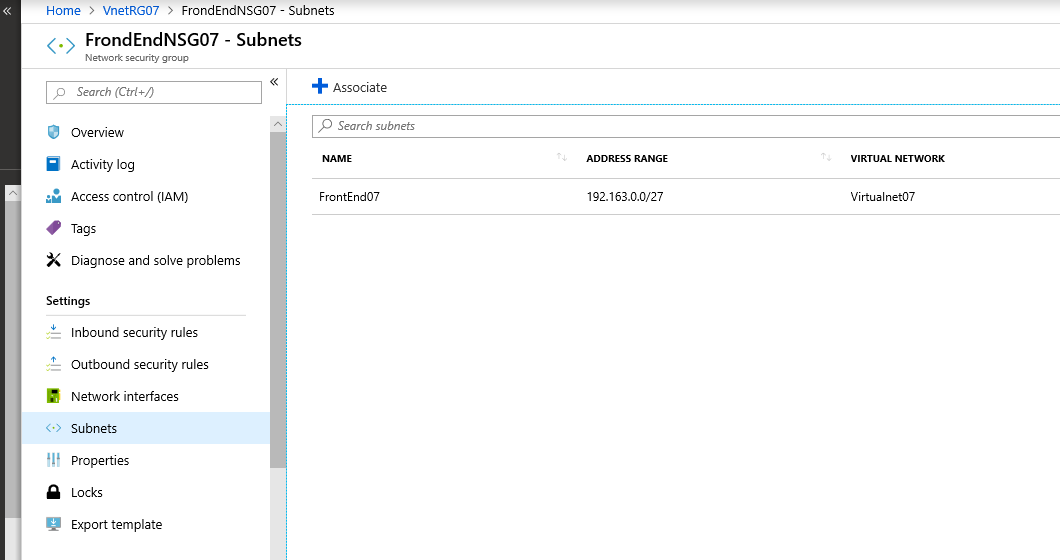 «
Home > VnetRG07 > FrondEndNSG07 - Subnets
FrondEndNSG07 - Subnets
Network security group
Search (Ctrl+/)
«
Overview
Activity log
Access control (IAM)
Tags
Diagnose and solve problems
Settings
Inbound security rules
Outbound security rules
Network interfaces
Subnets
Properties
Locks
Export template
Associate
Search subnets
NAME ADDRESS RANGE VIRTUAL NETWORK
FrontEnd07 192.163.0.0/27 Virtualnet07